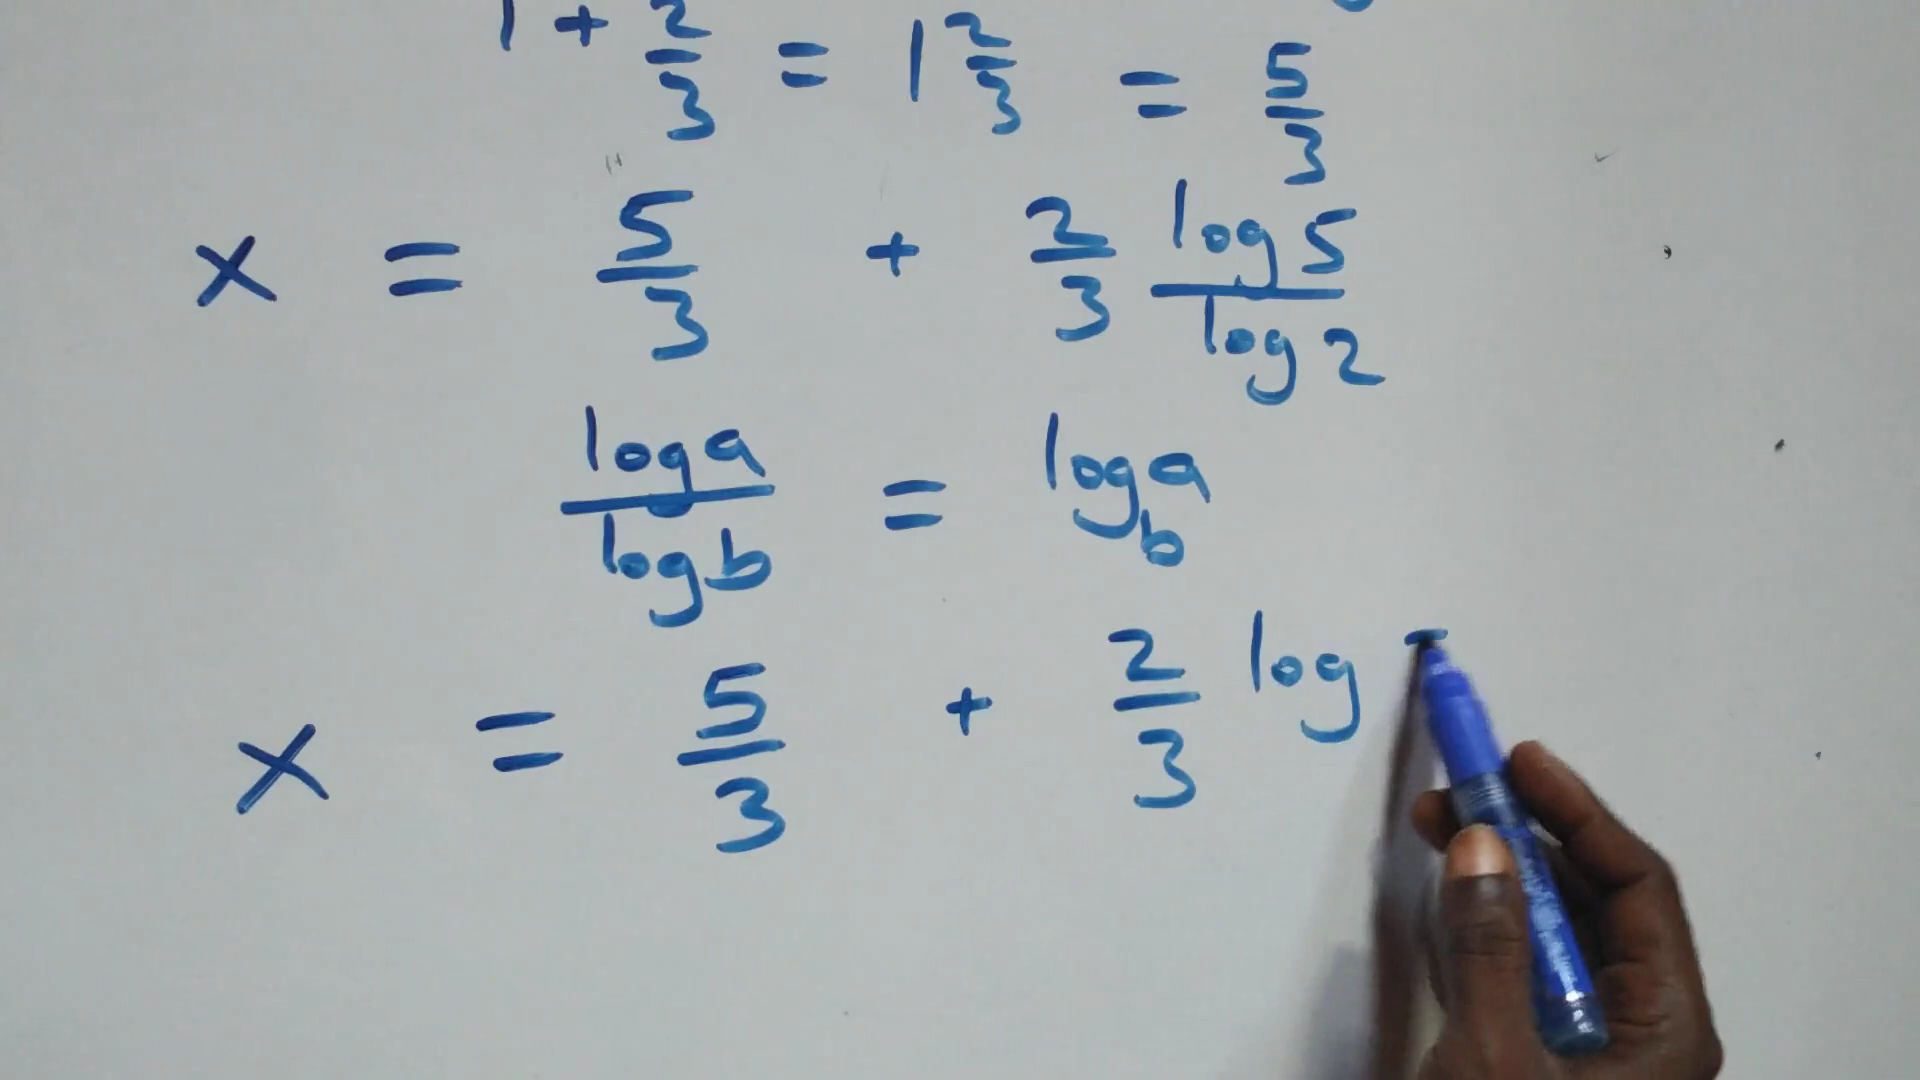 1 + 2/3 = 1 2/3 = 5/3
x = 5/3 + 2/3 log 5/log 2
log a/log b = log_b a
x = 5/3 + 2/3 log